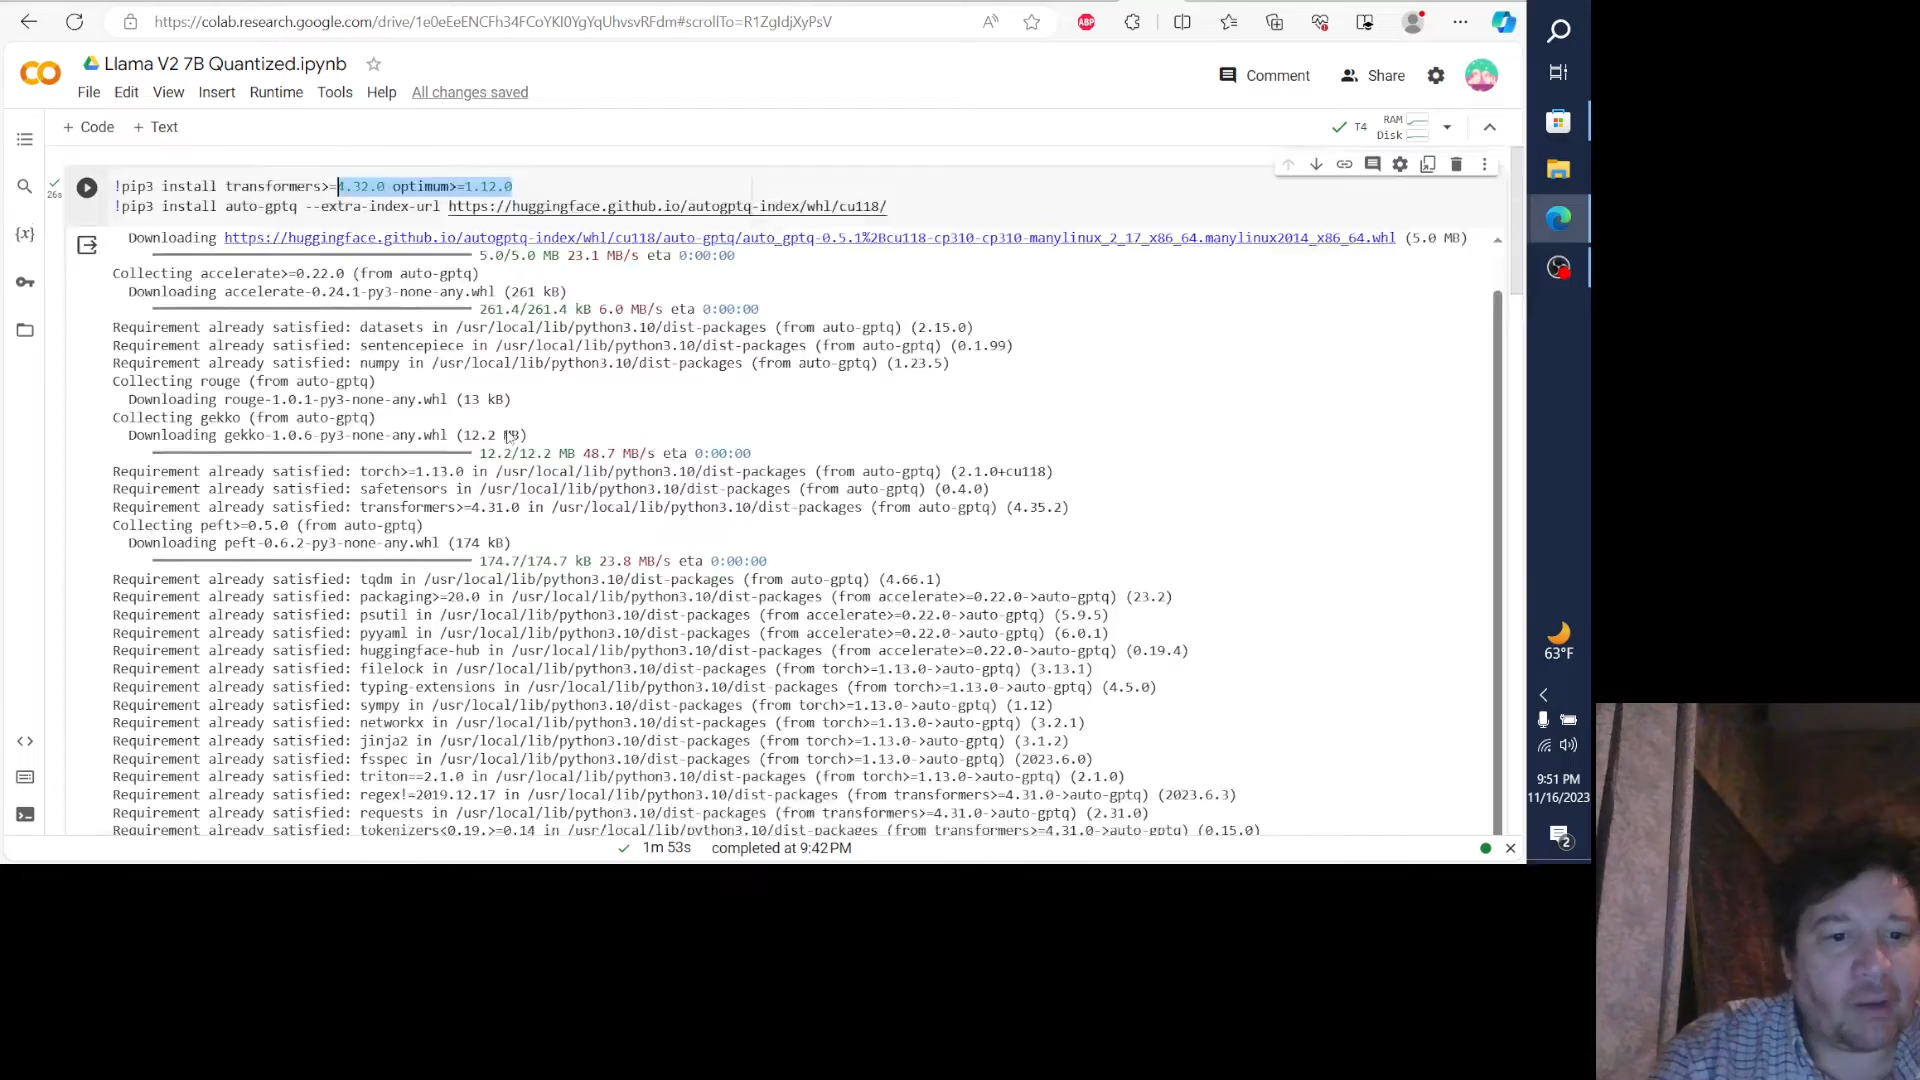 https://colab.research.google.com/drive/1e0eEeENCFh34FCoYKI0YgYqUhvsvRFdm#scrollTo=R1ZgIdjXyPsV
Llama V2 7B Quantized.ipynb
File Edit View Insert Runtime Tools Help All changes saved
Comment Share
+ Code + Text
T4 RAM
Disk
26s
!pip3 install transformers>=4.32.0 optimum>=1.12.0
!pip3 install auto-gptq --extra-index-url https://huggingface.github.io/autogptq-index/whl/cu118/
Downloading https://huggingface.github.io/autogptq-index/whl/cu118/auto-gptq/auto_gptq-0.5.1%2Bcu118-cp310-cp310-manylinux_2_17_x86_64.manylinux2014_x86_64.whl (5.0 MB)
5.0/5.0 MB 23.1 MB/s eta 0:00:00
Collecting accelerate>=0.22.0 (from auto-gptq)
Downloading accelerate-0.24.1-py3-none-any.whl (261 kB)
261.4/261.4 kB 6.0 MB/s eta 0:00:00
Requirement already satisfied: datasets in /usr/local/lib/python3.10/dist-packages (from auto-gptq) (2.15.0)
Requirement already satisfied: sentencepiece in /usr/local/lib/python3.10/dist-packages (from auto-gptq) (0.1.99)
Requirement already satisfied: numpy in /usr/local/lib/python3.10/dist-packages (from auto-gptq) (1.23.5)
Collecting rouge (from auto-gptq)
Downloading rouge-1.0.1-py3-none-any.whl (13 kB)
Collecting gekko (from auto-gptq)
Downloading gekko-1.0.6-py3-none-any.whl (12.2
12.2/12.2 MB 48.7 MB/s eta 0:00:00
Requirement already satisfied: torch>=1.13.0 in /usr/local/lib/python3.10/dist-packages (from auto-gptq) (2.1.0+cu118)
Requirement already satisfied: safetensors in /usr/local/lib/python3.10/dist-packages (from auto-gptq) (0.4.0)
Requirement already satisfied: transformers>=4.31.0 in /usr/local/lib/python3.10/dist-packages (from auto-gptq) (4.35.2)
Collecting peft>=0.5.0 (from auto-gptq)
Downloading peft-0.6.2-py3-none-any.whl (174 kB)
174.7/174.7 kB 23.8 MB/s eta 0:00:00
Requirement already satisfied: tqdm in /usr/local/lib/python3.10/dist-packages (from auto-gptq) (4.66.1)
Requirement already satisfied: packaging>=20.0 in /usr/local/lib/python3.10/dist-packages (from accelerate>=0.22.0->auto-gptq) (23.2)
Requirement already satisfied: psutil in /usr/local/lib/python3.10/dist-packages (from accelerate>=0.22.0->auto-gptq) (5.9.5)
Requirement already satisfied: pyyaml in /usr/local/lib/python3.10/dist-packages (from accelerate>=0.22.0->auto-gptq) (6.0.1)
Requirement already satisfied: huggingface-hub in /usr/local/lib/python3.10/dist-packages (from accelerate>=0.22.0->auto-gptq) (0.19.4)
Requirement already satisfied: filelock in /usr/local/lib/python3.10/dist-packages (from torch>=1.13.0->auto-gptq) (3.13.1)
Requirement already satisfied: typing-extensions in /usr/local/lib/python3.10/dist-packages (from torch>=1.13.0->auto-gptq) (4.5.0)
Requirement already satisfied: sympy in /usr/local/lib/python3.10/dist-packages (from torch>=1.13.0->auto-gptq) (1.12)
Requirement already satisfied: networkx in /usr/local/lib/python3.10/dist-packages (from torch>=1.13.0->auto-gptq) (3.2.1)
Requirement already satisfied: jinja2 in /usr/local/lib/python3.10/dist-packages (from torch>=1.13.0->auto-gptq) (3.1.2)
Requirement already satisfied: fsspec in /usr/local/lib/python3.10/dist-packages (from torch>=1.13.0->auto-gptq) (2023.6.0)
Requirement already satisfied: triton==2.1.0 in /usr/local/lib/python3.10/dist-packages (from torch>=1.13.0->auto-gptq) (2.1.0)
Requirement already satisfied: regex!=2019.12.17 in /usr/local/lib/python3.10/dist-packages (from transformers>=4.31.0->auto-gptq) (2023.6.3)
Requirement already satisfied: requests in /usr/local/lib/python3.10/dist-packages (from transformers>=4.31.0->auto-gptq) (2.31.0)
Requirement already satisfied: tokenizers<0.19,>=0.14 in /usr/local/lib/python3.10/dist-packages (from transformers>=4.31.0->auto-gptq) (0.15.0)
1m 53s completed at 9:42 PM
ABP
63°F
9:51 PM
11/16/2023
2